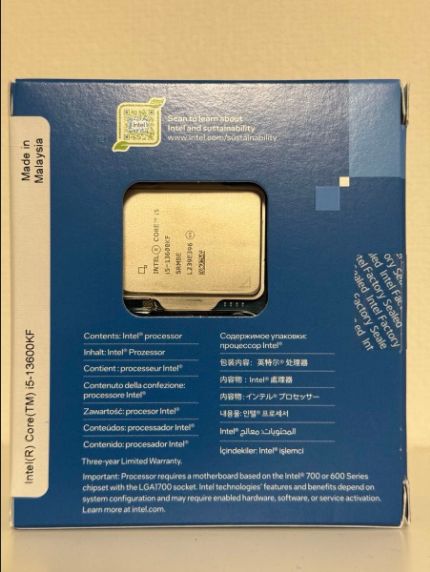 Scan to learn about
Intel and sustainability
www.intel.com/sustainability
Made in
Malaysia
Intel(R) Core(TM) i5-13600KF
INTEL® CORE™ i5
i5-13600KF
SRMBE
L239E396
Contents: Intel® processor
Inhalt: Intel® Prozessor
Contient : processeur Intel®
Contenuto della confezione:
processore Intel®
Zawartość: procesor Intel®
Conteúdos: processador Intel®
Contenido: procesador Intel®
Содержимое упаковки:
процессор Intel®
包装内容：英特尔® 处理器
內容物：Intel® 處理器
内容物: インテル® プロセッサー
내용물: 인텔® 프로세서
المحتويات: معالج Intel®
İçindekiler: Intel® işlemci
Three-year Limited Warranty.
Important: Processor requires a motherboard based on the Intel® 700 or 600 Series
chipset with the LGA1700 socket. Intel technologies' features and benefits depend on
system configuration and may require enabled hardware, software, or service activation.
Learn more at intel.com.
Intel Factory
Factory Sealed